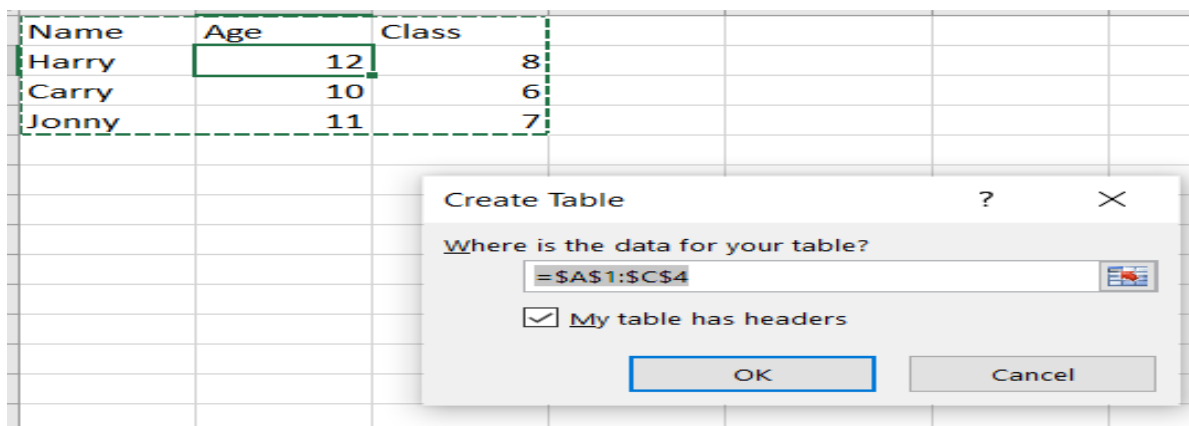 Name Age Class
Harry 12 8
Carry 10 6
Jonny 11 7
Create Table ?
Where is the data for your table?
=$A$1:$C$4
My table has headers
OK Cancel